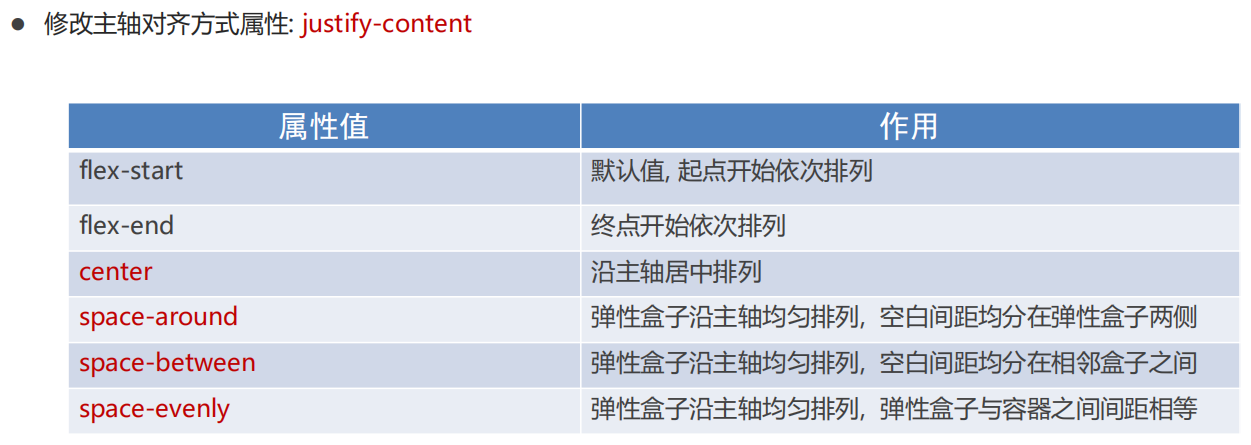 ● 修改主轴对齐方式属性: justify-content
属性值 作用
flex-start 默认值, 起点开始依次排列
flex-end 终点开始依次排列
center 沿主轴居中排列
space-around 弹性盒子沿主轴均匀排列，空白间距均分在弹性盒子两侧
space-between 弹性盒子沿主轴均匀排列，空白间距均分在相邻盒子之间
space-evenly 弹性盒子沿主轴均匀排列，弹性盒子与容器之间间距相等